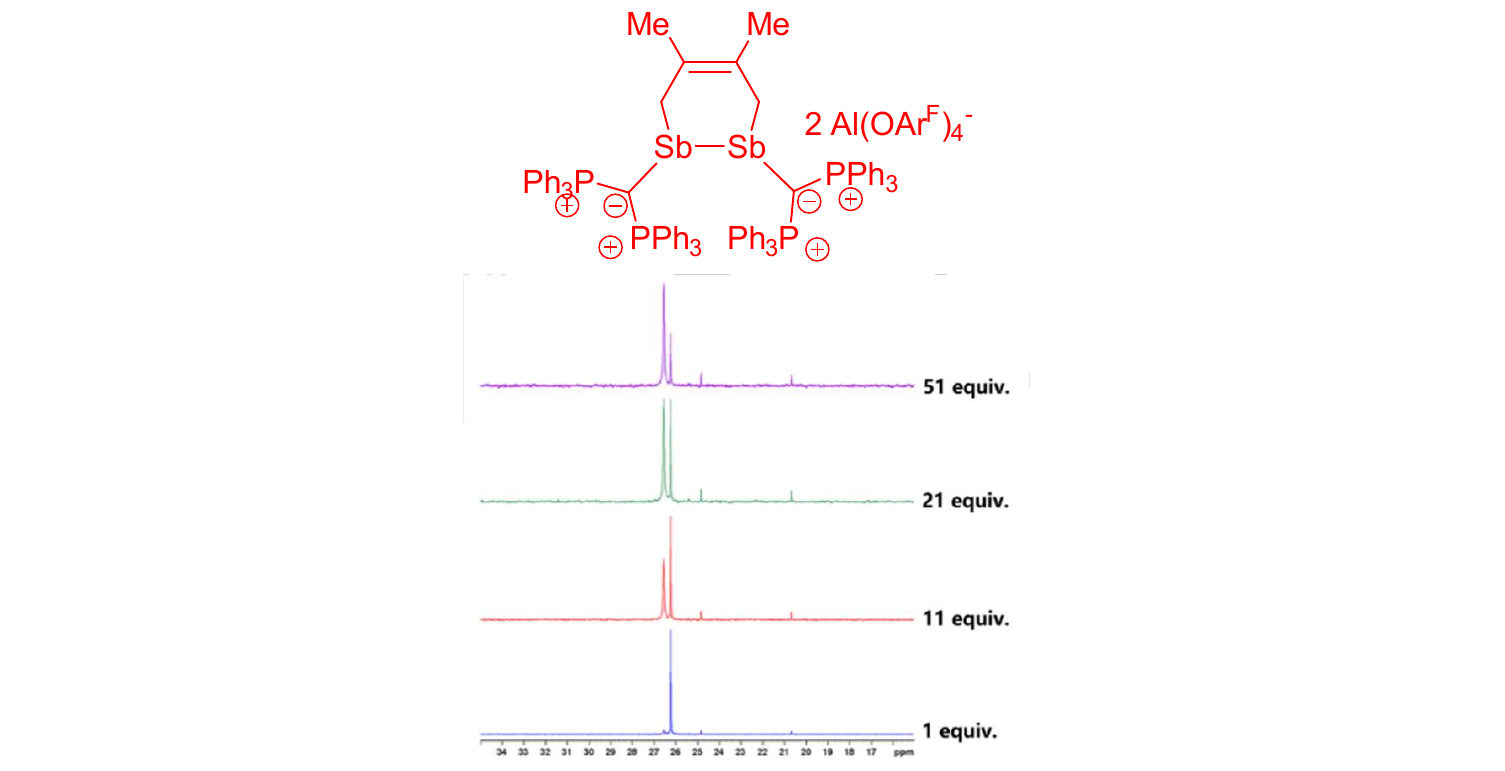 Me Me
2 Al(OArF)4-
Sb Sb
Ph3P PPh3
+ − − +
+ PPh3 Ph3P +
51 equiv.
21 equiv.
11 equiv.
1 equiv.
34 33 32 31 30 29 28 27 26 25 24 23 22 21 20 19 18 17 ppm